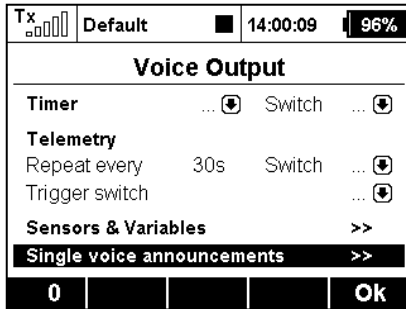 Tx Default 14:00:09 96%
Voice Output
Timer ... Switch ...
Telemetry
Repeat every 30s Switch ...
Trigger switch ...
Sensors & Variables >>
Single voice announcements >>
0 Ok